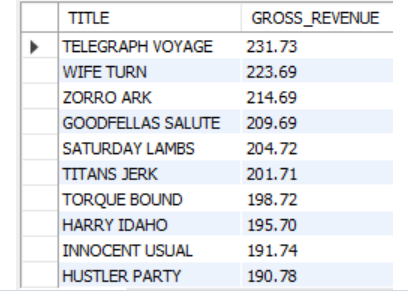 TITLE GROSS_REVENUE
TELEGRAPH VOYAGE 231.73
WIFE TURN 223.69
ZORRO ARK 214.69
GOODFELLAS SALUTE 209.69
SATURDAY LAMBS 204.72
TITANS JERK 201.71
TORQUE BOUND 198.72
HARRY IDAHO 195.70
INNOCENT USUAL 191.74
HUSTLER PARTY 190.78